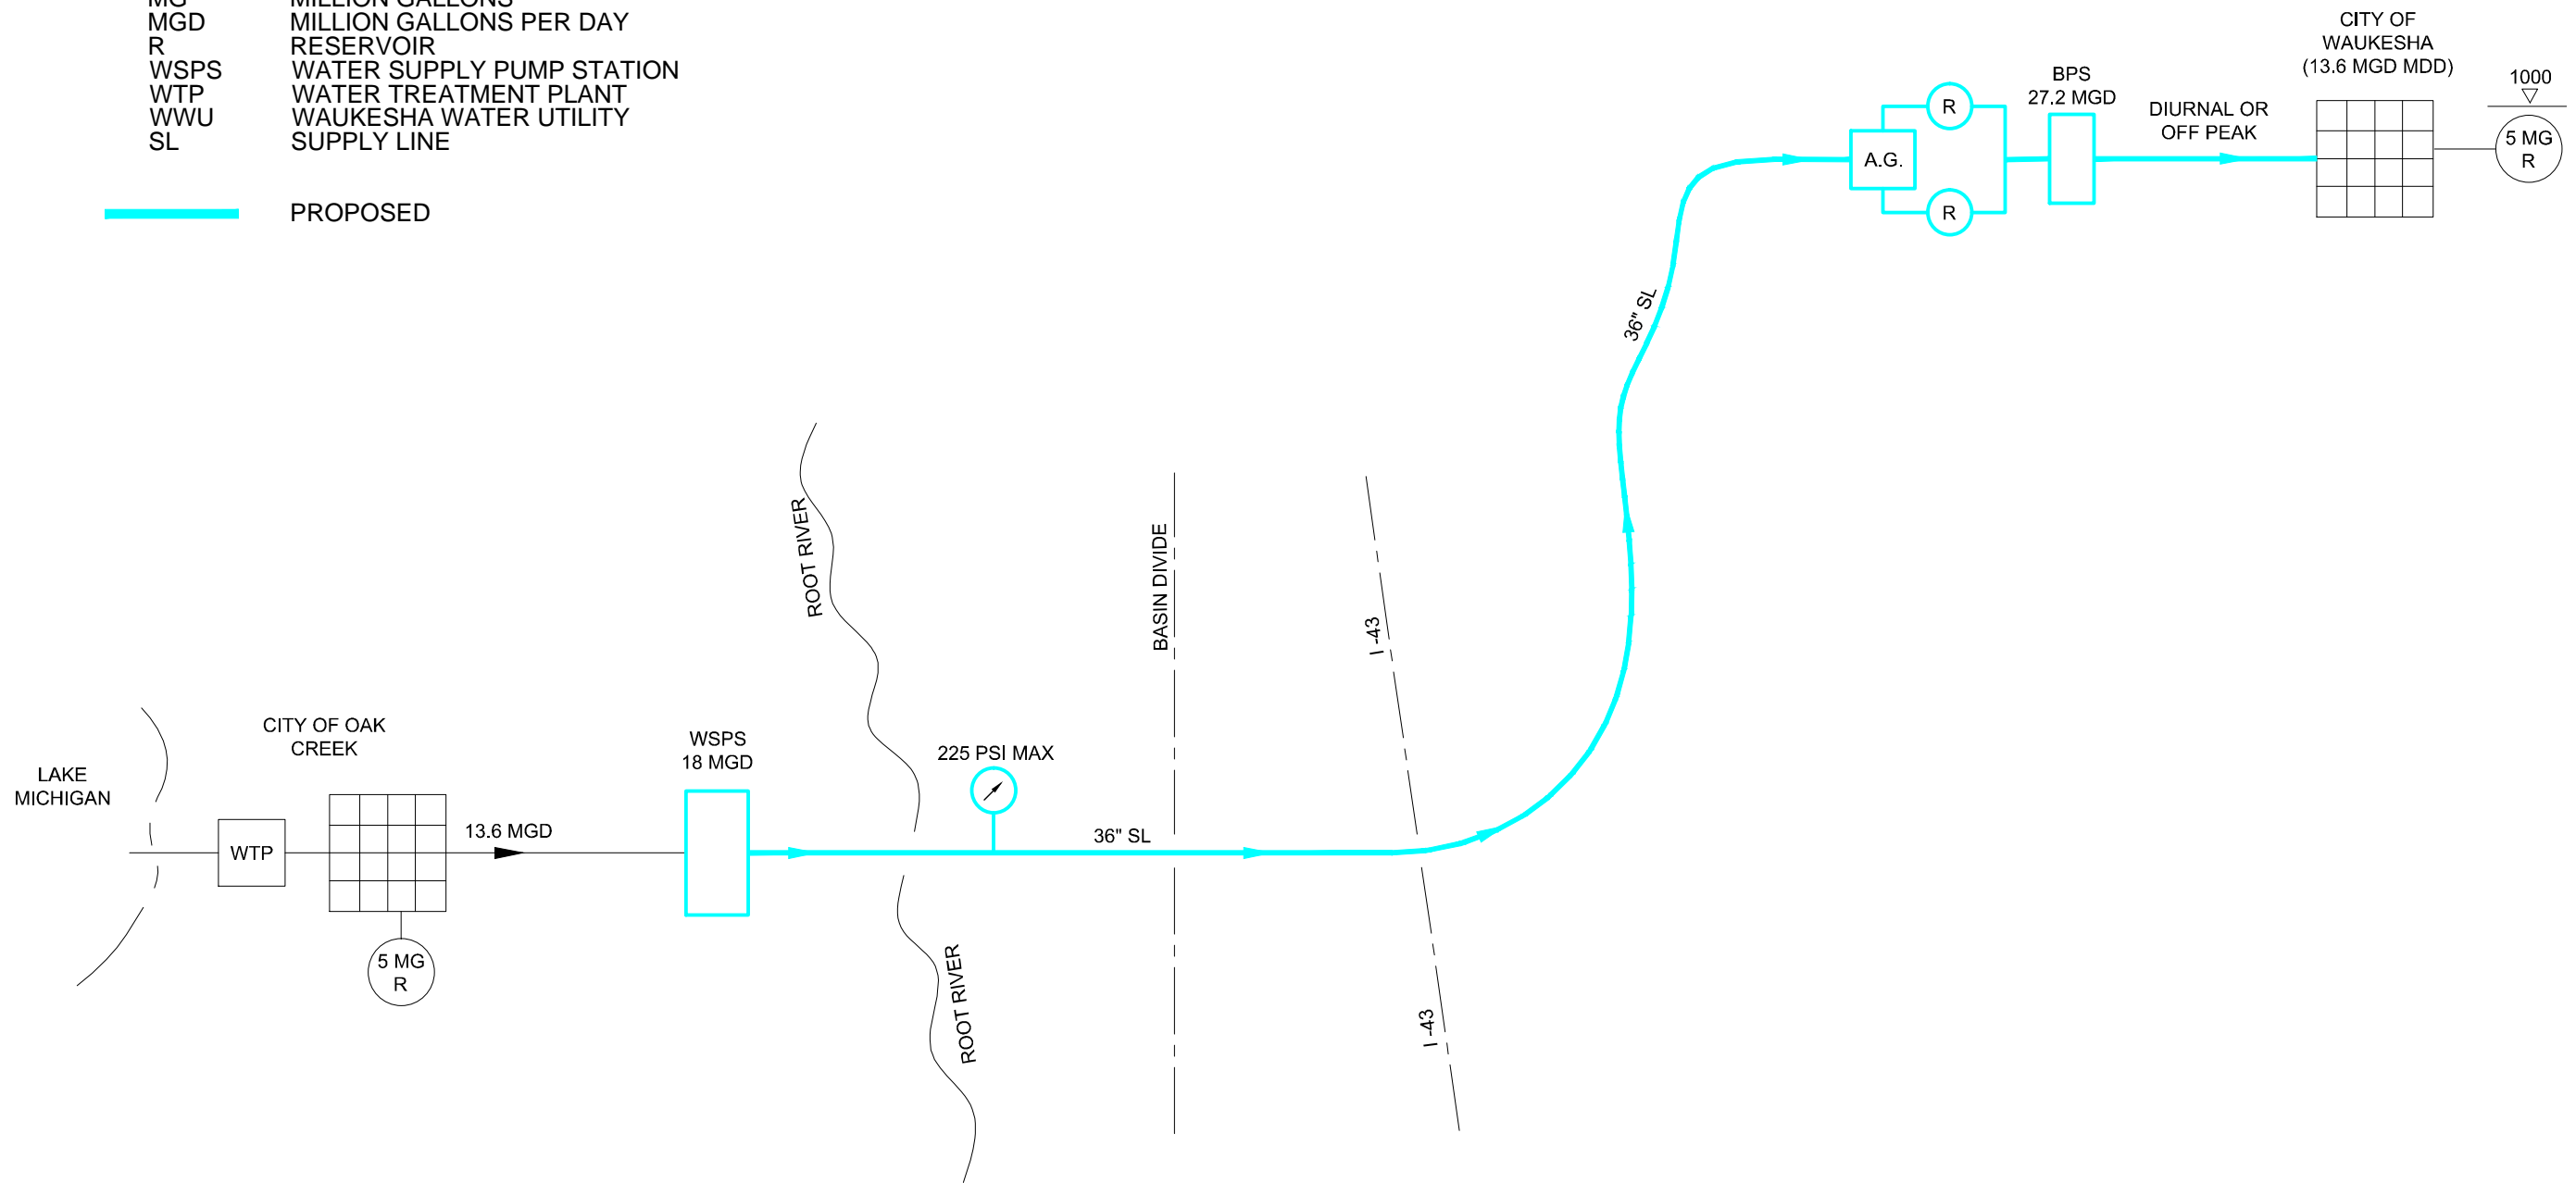 MG MILLION GALLONS
MGD MILLION GALLONS PER DAY
R RESERVOIR
WSPS WATER SUPPLY PUMP STATION
WTP WATER TREATMENT PLANT
WWU WAUKESHA WATER UTILITY
SL SUPPLY LINE
PROPOSED
CITY OF
WAUKESHA
(13.6 MGD MDD)
1000
5 MG
R
BPS
27.2 MGD
DIURNAL OR
OFF PEAK
R
A.G.
R
36" SL
ROOT RIVER
BASIN DIVIDE
I -43
CITY OF OAK
CREEK
LAKE
MICHIGAN
WTP
13.6 MGD
WSPS
18 MGD
225 PSI MAX
36" SL
5 MG
R
ROOT RIVER
I -43